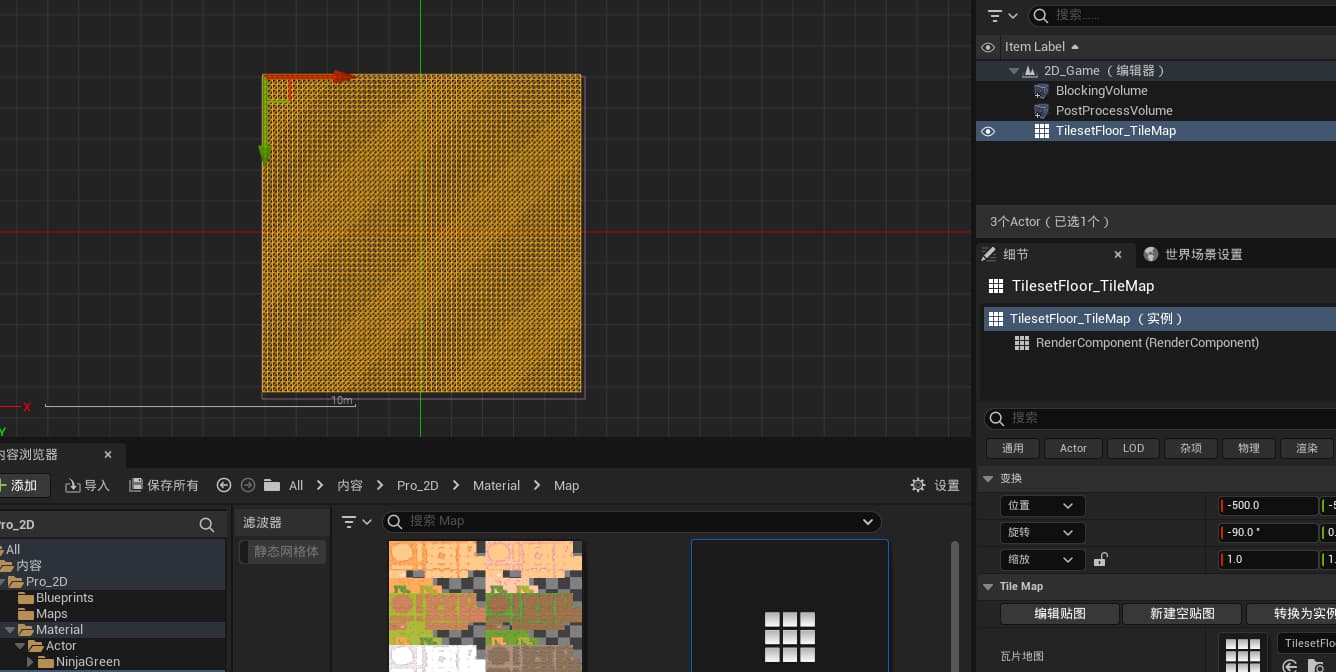 搜索......
Item Label
2D_Game（编辑器）
BlockingVolume
PostProcessVolume
TilesetFloor_TileMap
3个Actor（已选1个）
细节
世界场景设置
TilesetFloor_TileMap
TilesetFloor_TileMap （实例）
RenderComponent (RenderComponent)
搜索
通用 Actor LOD 杂项 物理 渲染
变换
位置 -500.0
旋转 -90.0 °
缩放 1.0
Tile Map
编辑贴图 新建空贴图 转换为实例
瓦片地图
TilesetFloo
10m
X
Y
内容浏览器
添加 导入 保存所有 All 内容 Pro_2D Material Map 设置
Pro_2D
All
内容
Pro_2D
Blueprints
Maps
Material
Actor
NinjaGreen
滤波器
静态网格体
搜索 Map